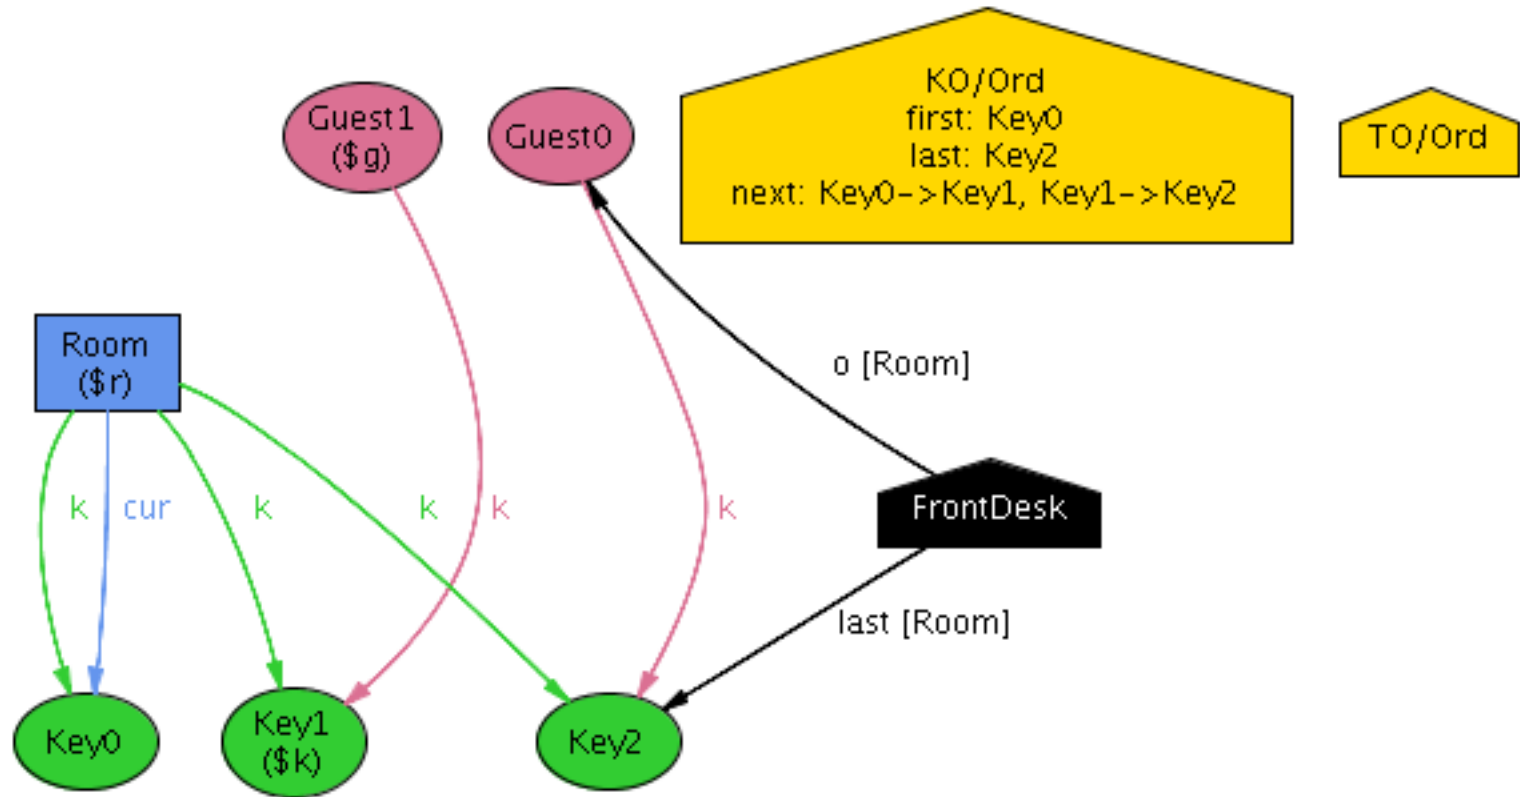 Guest1
($g)
Guest0
KO/Ord
first: Key0
last: Key2
next: Key0->Key1, Key1->Key2
TO/Ord
Room
($r)
o [Room]
k
cur
k
k
k
k
FrontDesk
last [Room]
Key0
Key1
($k)
Key2